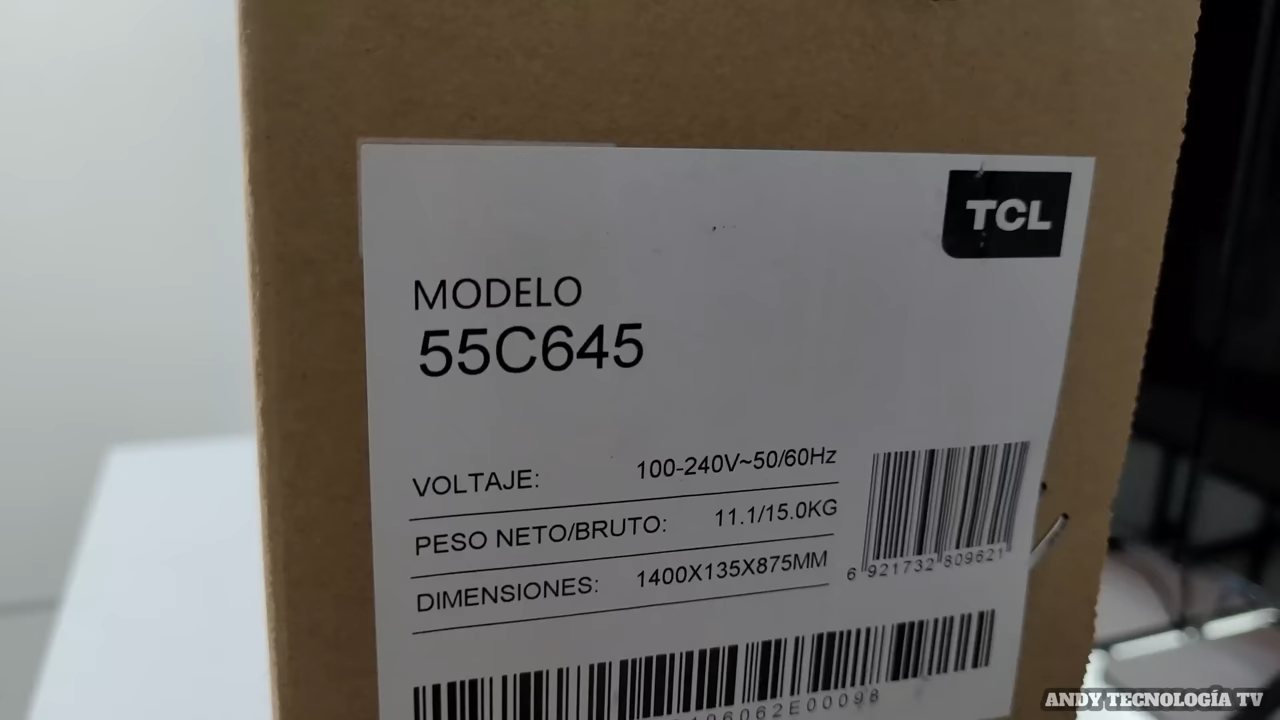 TCL
MODELO
55C645
VOLTAJE: 100-240V~50/60Hz
PESO NETO/BRUTO: 11.1/15.0KG
DIMENSIONES: 1400X135X875MM
6 921732 809621
ANDY TECNOLOGÍA TV